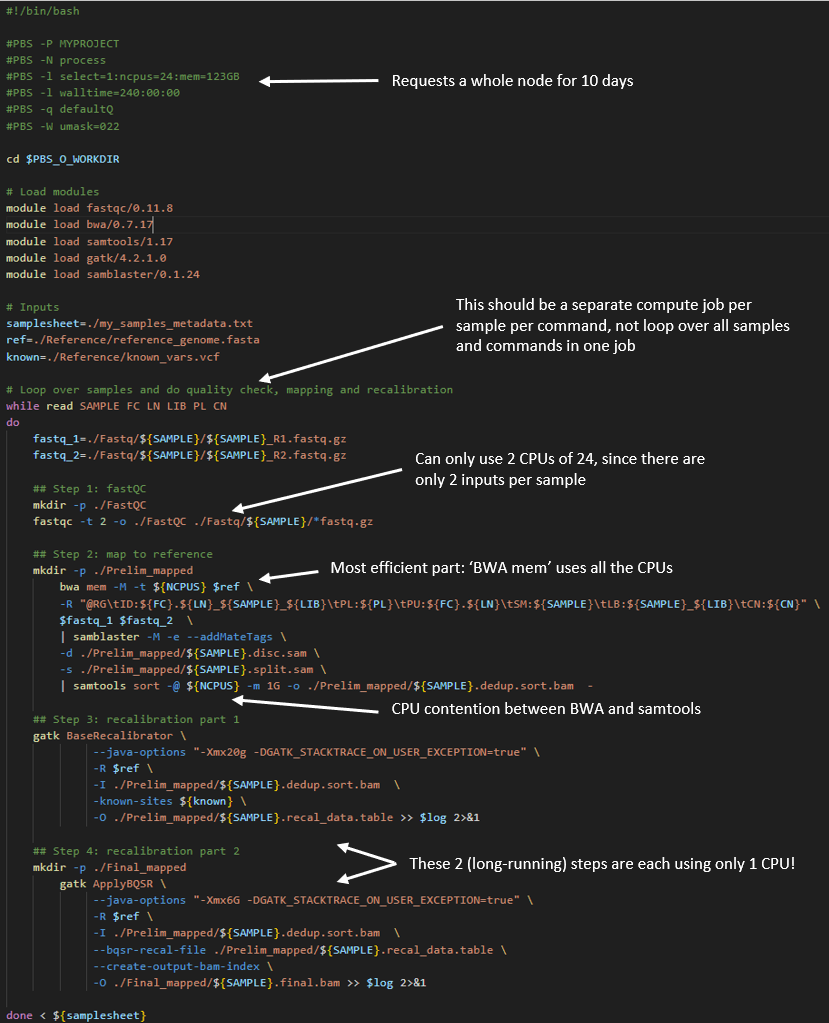 #!/bin/bash
#PBS -P MYPROJECT
#PBS -N process
#PBS -l select=1:ncpus=24:mem=123GB
Requests a whole node for 10 days
#PBS -l walltime=240:00:00
#PBS -q defaultQ
#PBS -W umask=022
cd $PBS_O_WORKDIR
# Load modules
module load fastqc/0.11.8
module load bwa/0.7.17
module load samtools/1.17
module load gatk/4.2.1.0
module load samblaster/0.1.24
# Inputs
samplesheet=./my_samples_metadata.txt
ref=./Reference/reference_genome.fasta
known=./Reference/known_vars.vcf
This should be a separate compute job per
sample per command, not loop over all samples
and commands in one job
# Loop over samples and do quality check, mapping and recalibration
while read SAMPLE FC LN LIB PL CN
do
fastq_1=./Fastq/${SAMPLE}/${SAMPLE}_R1.fastq.gz
fastq_2=./Fastq/${SAMPLE}/${SAMPLE}_R2.fastq.gz
Can only use 2 CPUs of 24, since there are
only 2 inputs per sample
## Step 1: fastQC
mkdir -p ./FastQC
fastqc -t 2 -o ./FastQC ./Fastq/${SAMPLE}/*fastq.gz
## Step 2: map to reference
mkdir -p ./Prelim_mapped
Most efficient part: ‘BWA mem’ uses all the CPUs
bwa mem -M -t ${NCPUS} $ref \
-R "@RG\tID:${FC}.${LN}_${SAMPLE}_${LIB}\tPL:${PL}\tPU:${FC}.${LN}\tSM:${SAMPLE}\tLB:${SAMPLE}_${LIB}\tCN:${CN}" \
$fastq_1 $fastq_2 \
| samblaster -M -e --addMateTags \
-d ./Prelim_mapped/${SAMPLE}.disc.sam \
-s ./Prelim_mapped/${SAMPLE}.split.sam \
| samtools sort -@ ${NCPUS} -m 1G -o ./Prelim_mapped/${SAMPLE}.dedup.sort.bam -
CPU contention between BWA and samtools
## Step 3: recalibration part 1
gatk BaseRecalibrator \
--java-options "-Xmx20g -DGATK_STACKTRACE_ON_USER_EXCEPTION=true" \
-R $ref \
-I ./Prelim_mapped/${SAMPLE}.dedup.sort.bam \
-known-sites ${known} \
-O ./Prelim_mapped/${SAMPLE}.recal_data.table >> $log 2>&1
## Step 4: recalibration part 2
These 2 (long-running) steps are each using only 1 CPU!
mkdir -p ./Final_mapped
gatk ApplyBQSR \
--java-options "-Xmx6G -DGATK_STACKTRACE_ON_USER_EXCEPTION=true" \
-R $ref \
-I ./Prelim_mapped/${SAMPLE}.dedup.sort.bam \
--bqsr-recal-file ./Prelim_mapped/${SAMPLE}.recal_data.table \
--create-output-bam-index \
-O ./Final_mapped/${SAMPLE}.final.bam >> $log 2>&1
done < ${samplesheet}